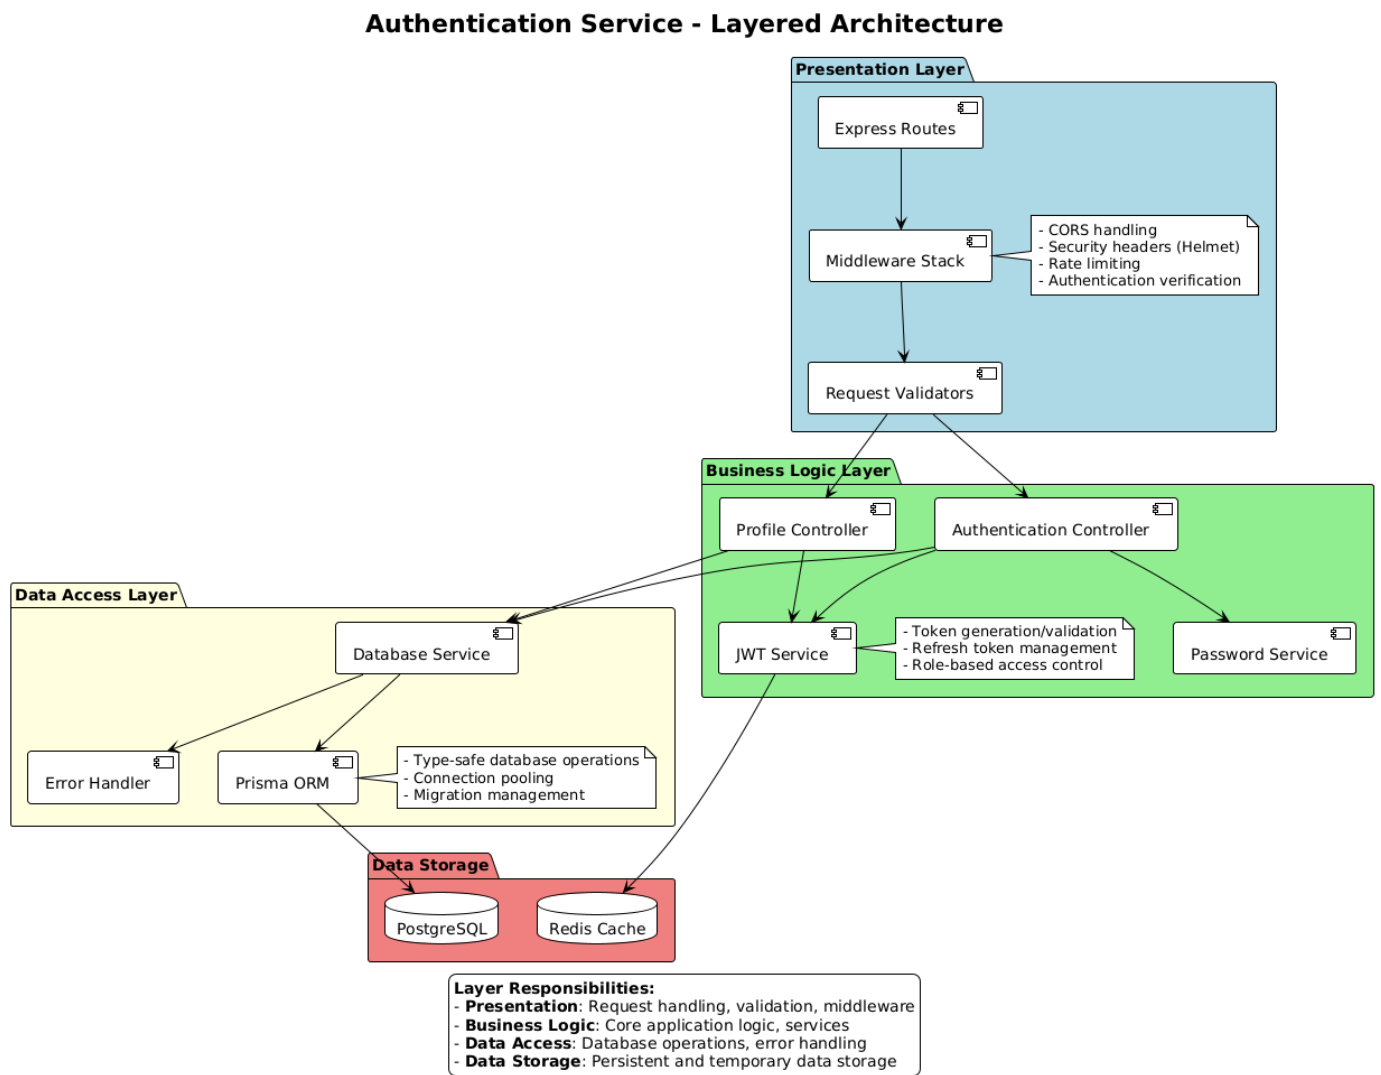 Authentication Service - Layered Architecture
Presentation Layer
Express Routes
Middleware Stack
- CORS handling
- Security headers (Helmet)
- Rate limiting
- Authentication verification
Request Validators
Business Logic Layer
Profile Controller
Authentication Controller
JWT Service
- Token generation/validation
- Refresh token management
- Role-based access control
Password Service
Data Access Layer
Database Service
Error Handler
Prisma ORM
- Type-safe database operations
- Connection pooling
- Migration management
Data Storage
PostgreSQL
Redis Cache
Layer Responsibilities:
- Presentation: Request handling, validation, middleware
- Business Logic: Core application logic, services
- Data Access: Database operations, error handling
- Data Storage: Persistent and temporary data storage